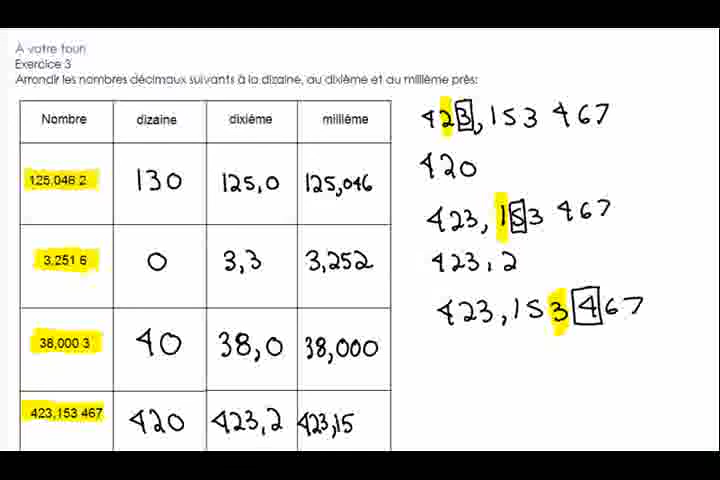 À votre tour!
Exercice 3
Arrondir les nombres décimaux suivants à la dizaine, au dixième et au millième près:
Nombre dizaine dixième millième
125,046 2 130 125,0 125,046
3,251 6 0 3,3 3,252
38,000 3 40 38,0 38,000
423,153 467 420 423,2 423,15
423,153 467
420
423,153 467
423,2
423,153 467